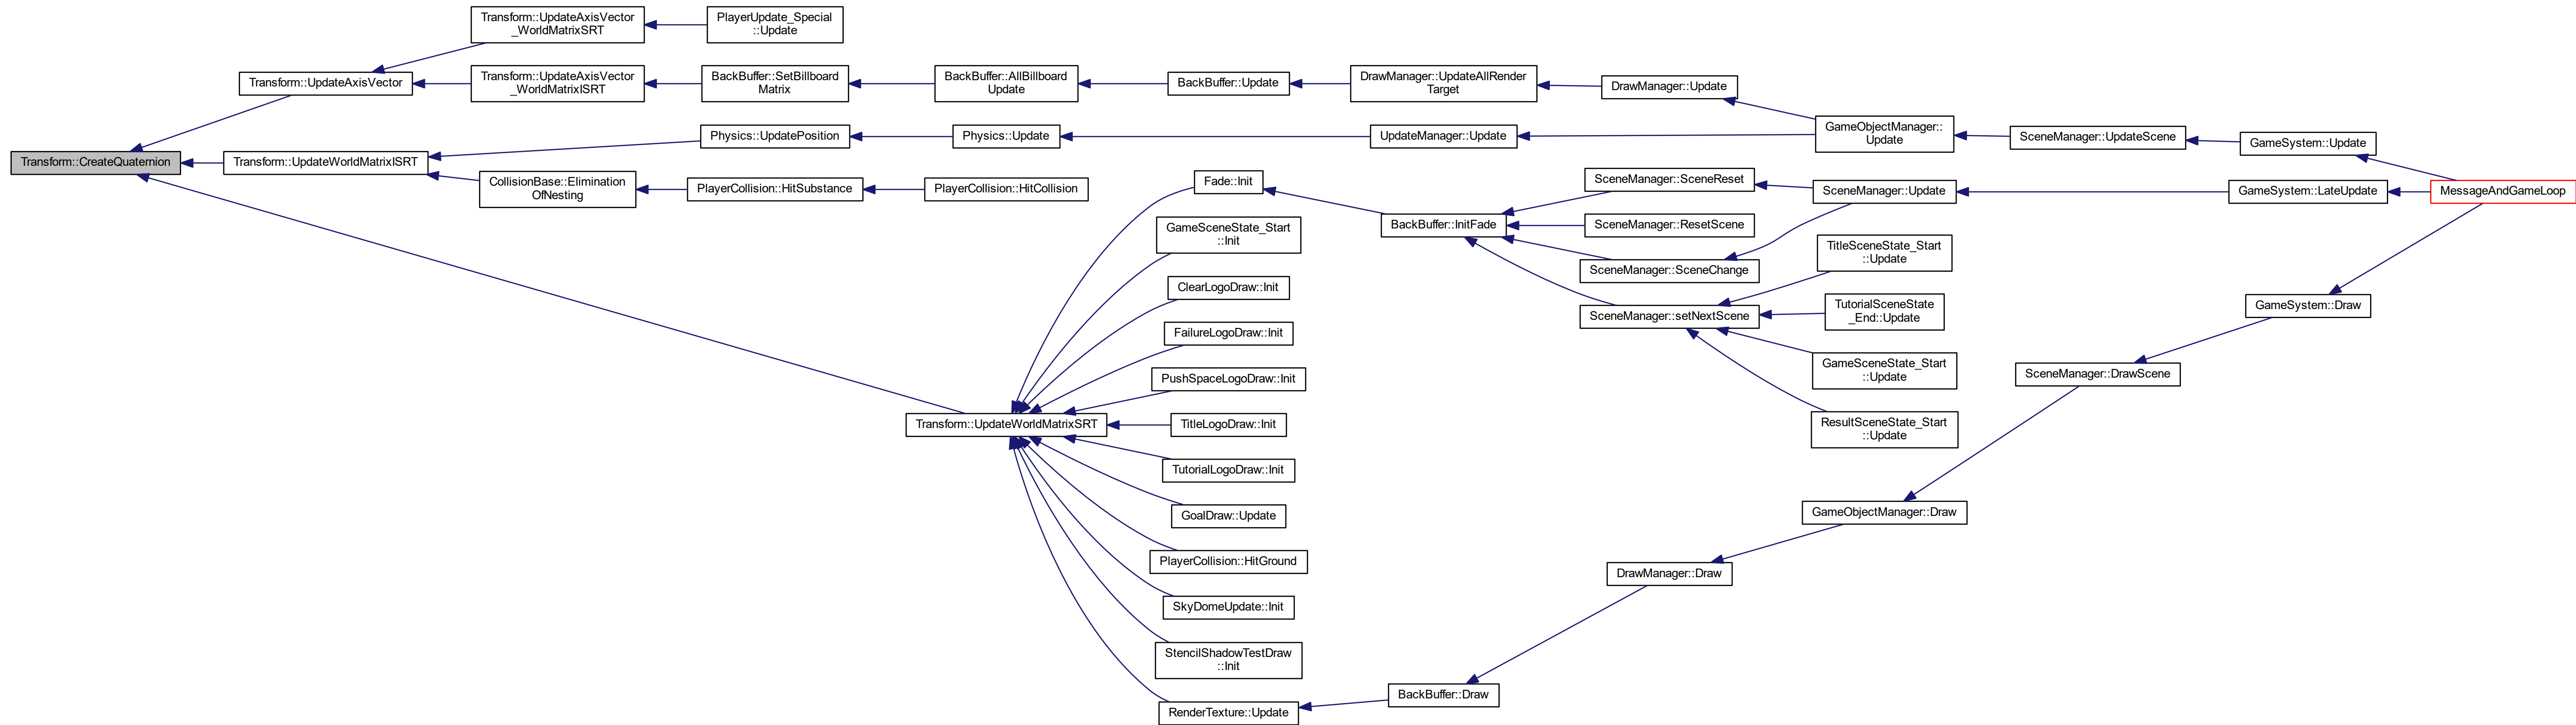 Transform::UpdateAxisVector
_WorldMatrixSRT
PlayerUpdate_Special
::Update
Transform::UpdateAxisVector
Transform::UpdateAxisVector
_WorldMatrixISRT
BackBuffer::SetBillboard
Matrix
BackBuffer::AllBillboard
Update
BackBuffer::Update
DrawManager::UpdateAllRender
Target
DrawManager::Update
Physics::UpdatePosition
Physics::Update
UpdateManager::Update
GameObjectManager::
Update
SceneManager::UpdateScene
GameSystem::Update
Transform::CreateQuaternion
Transform::UpdateWorldMatrixISRT
CollisionBase::Elimination
OfNesting
PlayerCollision::HitSubstance
PlayerCollision::HitCollision
Fade::Init
SceneManager::SceneReset
SceneManager::Update
GameSystem::LateUpdate
MessageAndGameLoop
GameSceneState_Start
::Init
BackBuffer::InitFade
SceneManager::ResetScene
TitleSceneState_Start
::Update
SceneManager::SceneChange
ClearLogoDraw::Init
SceneManager::setNextScene
TutorialSceneState
_End::Update
GameSystem::Draw
FailureLogoDraw::Init
GameSceneState_Start
::Update
SceneManager::DrawScene
PushSpaceLogoDraw::Init
Transform::UpdateWorldMatrixSRT
TitleLogoDraw::Init
ResultSceneState_Start
::Update
TutorialLogoDraw::Init
GoalDraw::Update
GameObjectManager::Draw
PlayerCollision::HitGround
DrawManager::Draw
SkyDomeUpdate::Init
StencilShadowTestDraw
::Init
BackBuffer::Draw
RenderTexture::Update